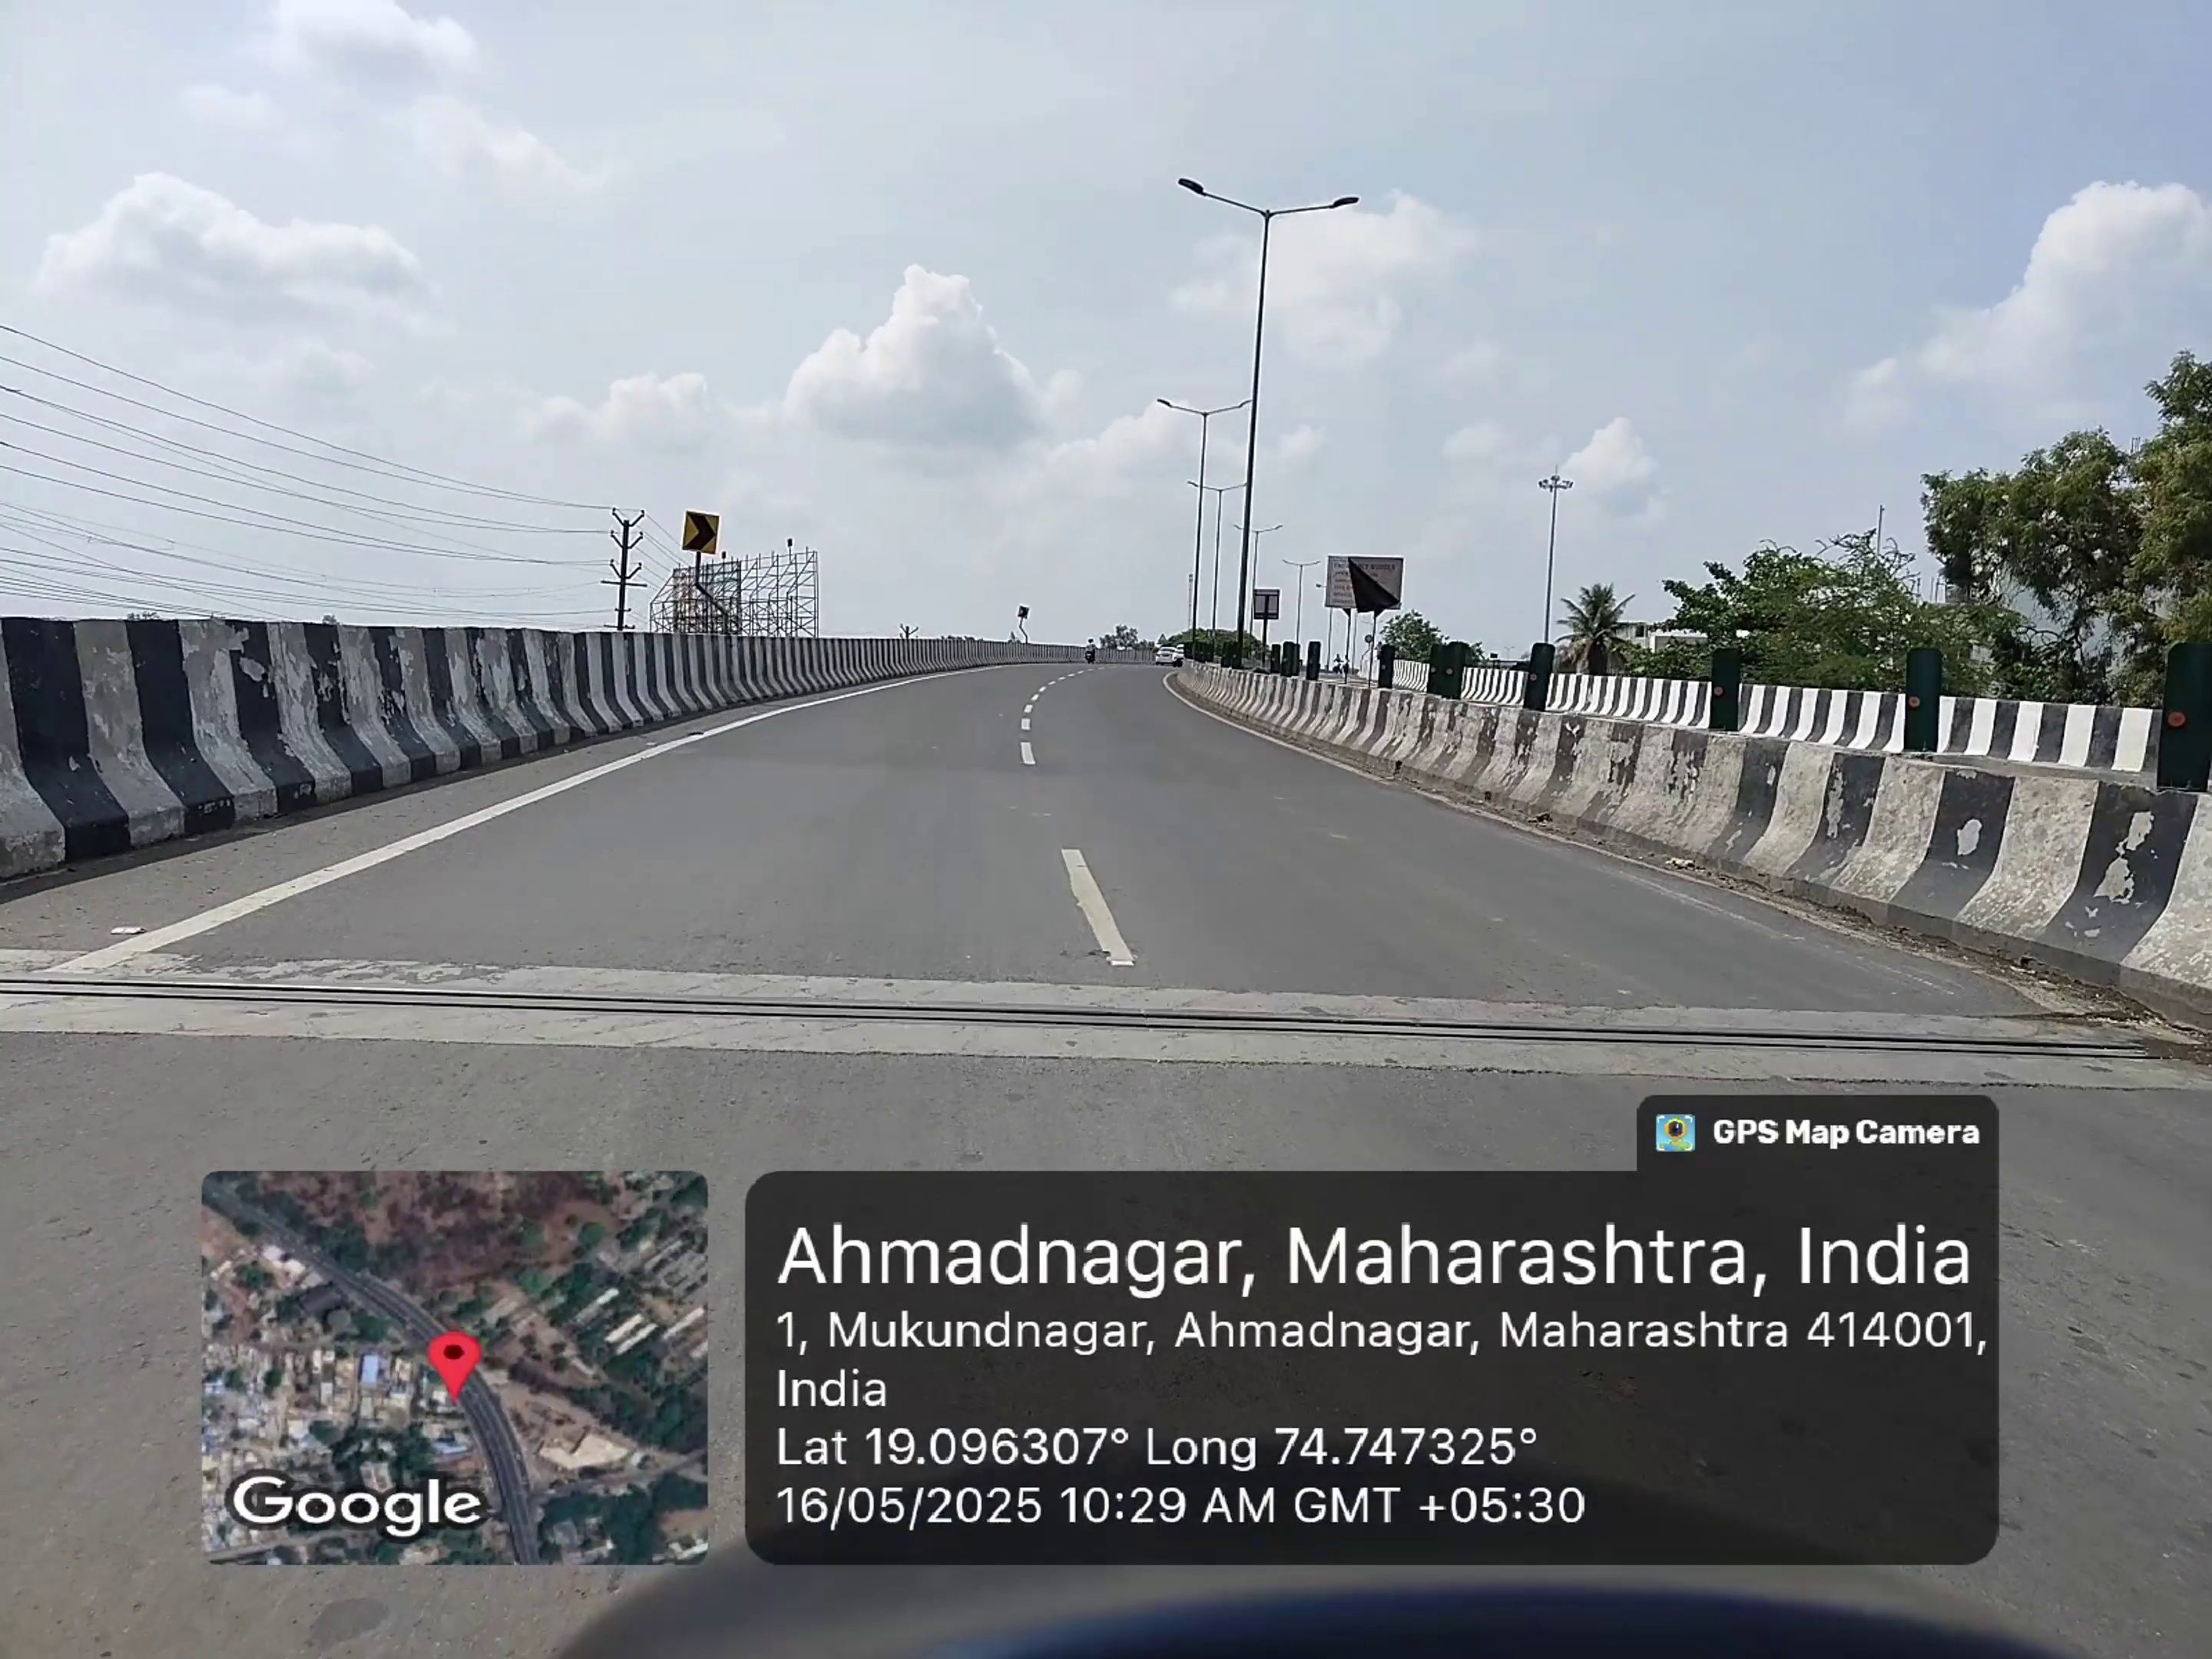 GPS Map Camera
Ahmadnagar, Maharashtra, India
1, Mukundnagar, Ahmadnagar, Maharashtra 414001,
India
Lat 19.096307° Long 74.747325°
16/05/2025 10:29 AM GMT +05:30
Google